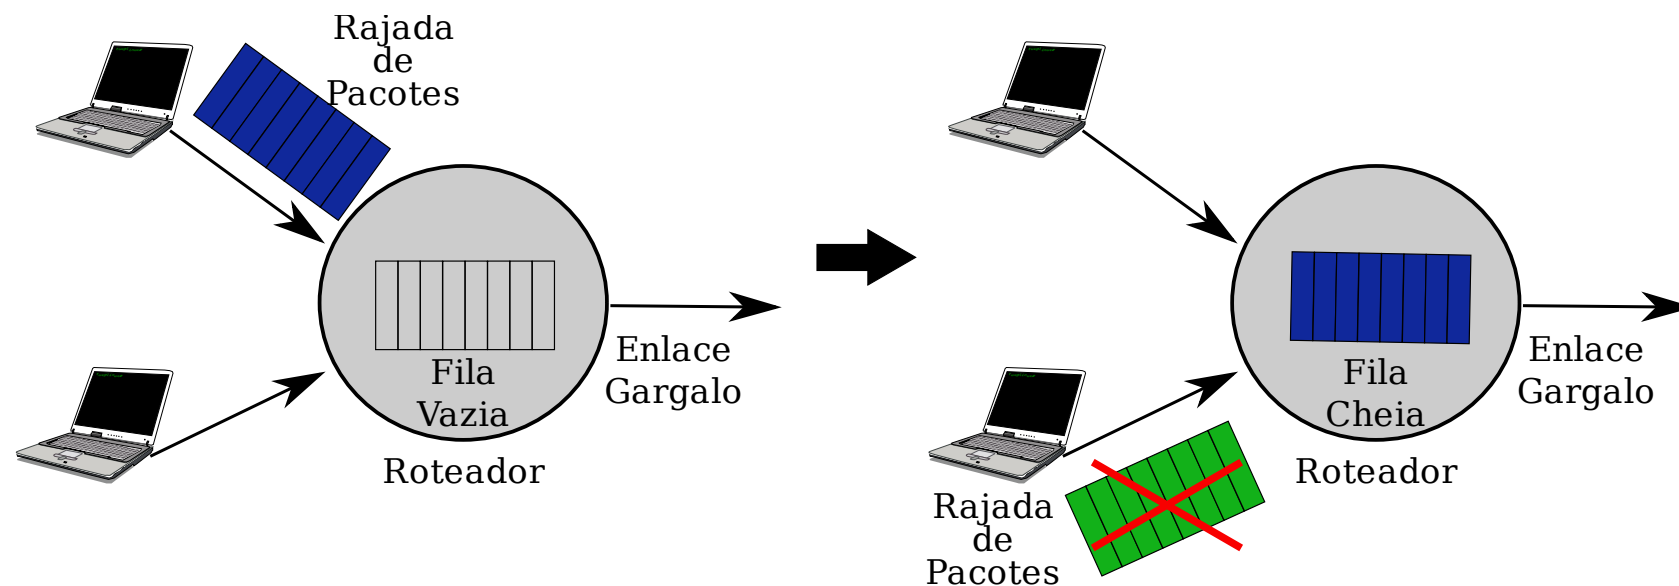 Rajada
de
Pacotes
Fila
Vazia
Enlace
Gargalo
Roteador
Fila
Cheia
Enlace
Gargalo
Roteador
Rajada
de
Pacotes